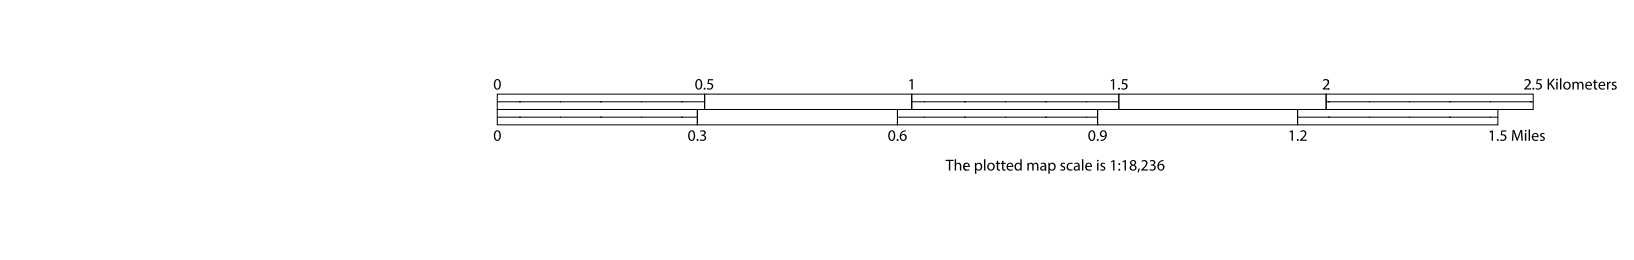 0 0.5 1 1.5 2 2.5 Kilometers
0 0.3 0.6 0.9 1.2 1.5 Miles
The plotted map scale is 1:18,236